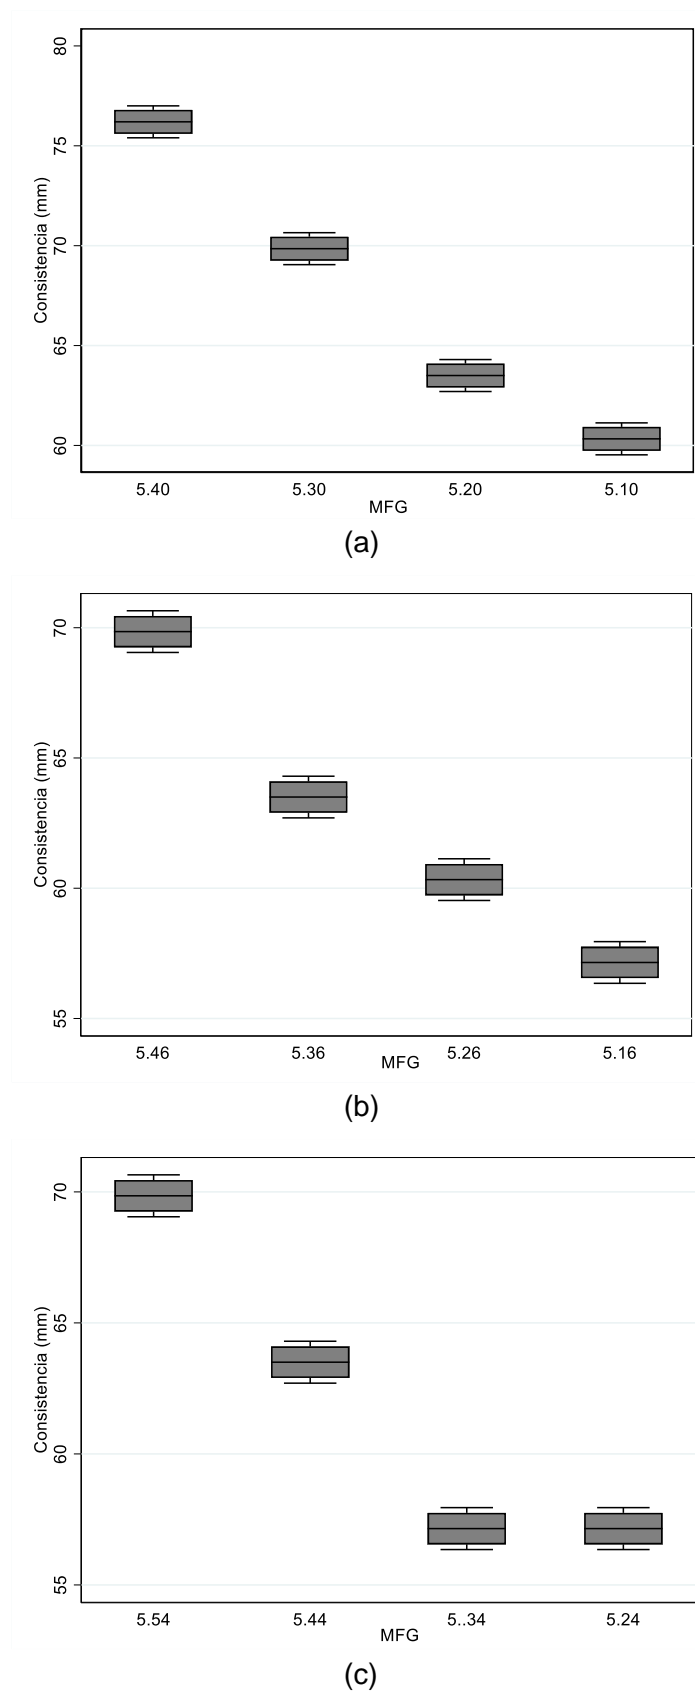 80
75
70
65
60
Consistencia (mm)
5.40 5.30 5.20 5.10
MFG
(a)
70
65
60
55
Consistencia (mm)
5.46 5.36 5.26 5.16
MFG
(b)
70
65
60
55
Consistencia (mm)
5.54 5.44 5..34 5.24
MFG
(c)